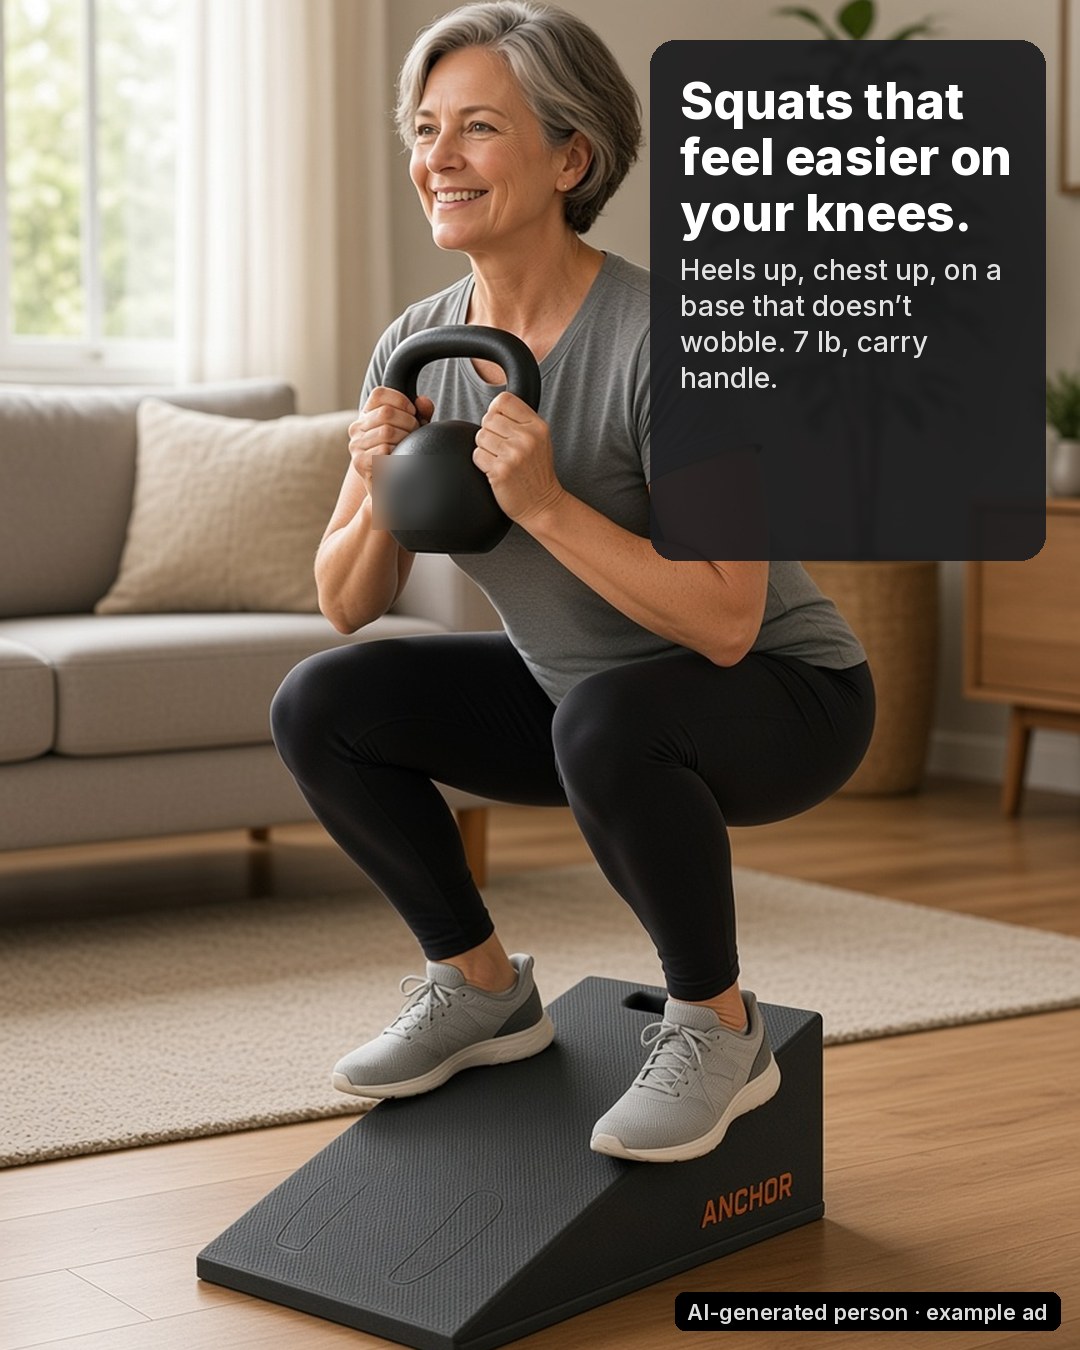 Squats that
feel easier on
your knees.
Heels up, chest up, on a
base that doesn’t
wobble. 7 lb, carry
handle.
ANCHOR
AI-generated person · example ad